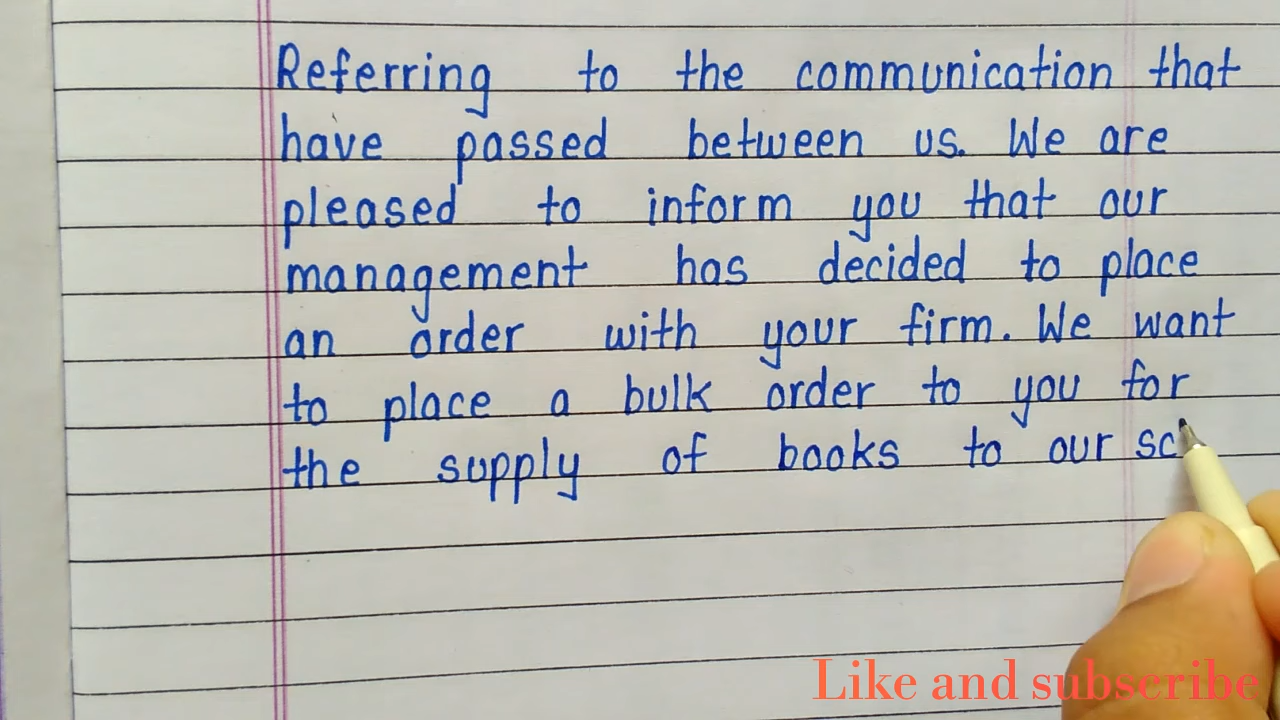 Referring to the communication that
have passed between us. We are
pleased to inform you that our
management has decided to place
an order with your firm. We want
to place a bulk order to you for
the supply of books to our sc
Like and subscribe